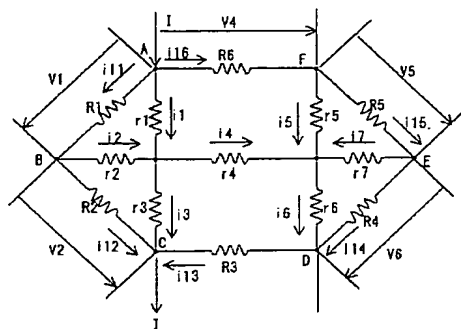 I V4
A i16 F
V1 i11 R6 V5
R1 r1 i1 i5 r5 R5 i15.
B i2 i4 i7 E
r2 r4 r7
R2 r3 i3 i6 r6 R4
V2 i12 C D i14 V6
i13 R3
I